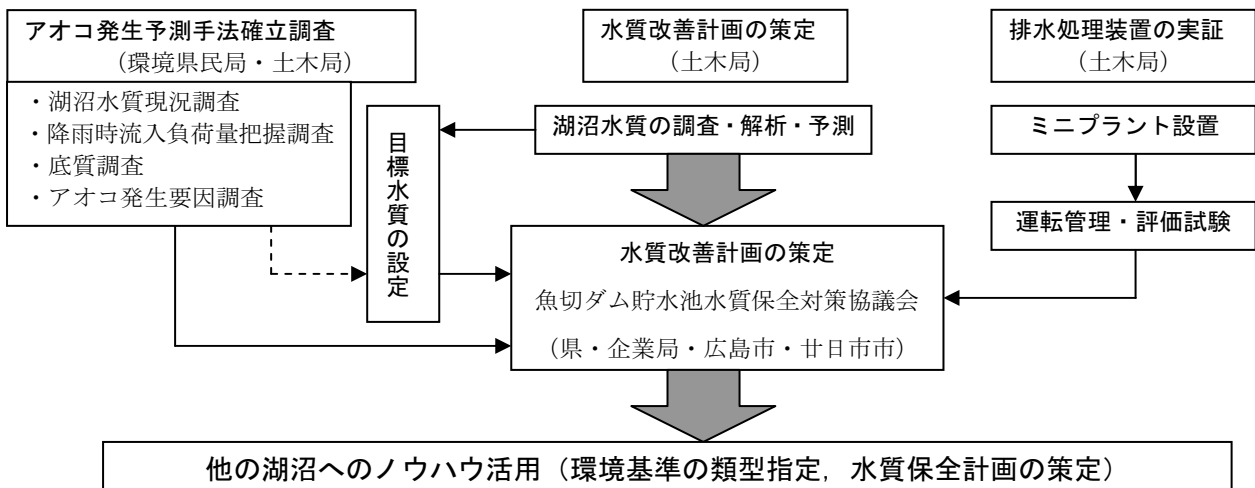 アオコ発生予測手法確立調査
（環境県民局・土木局）
・湖沼水質現況調査
・降雨時流入負荷量把握調査
・底質調査
・アオコ発生要因調査
目標水質の設定
水質改善計画の策定
（土木局）
湖沼水質の調査・解析・予測
排水処理装置の実証
（土木局）
ミニプラント設置
運転管理・評価試験
水質改善計画の策定
魚切ダム貯水池水質保全対策協議会
（県・企業局・広島市・廿日市市）
他の湖沼へのノウハウ活用（環境基準の類型指定，水質保全計画の策定）